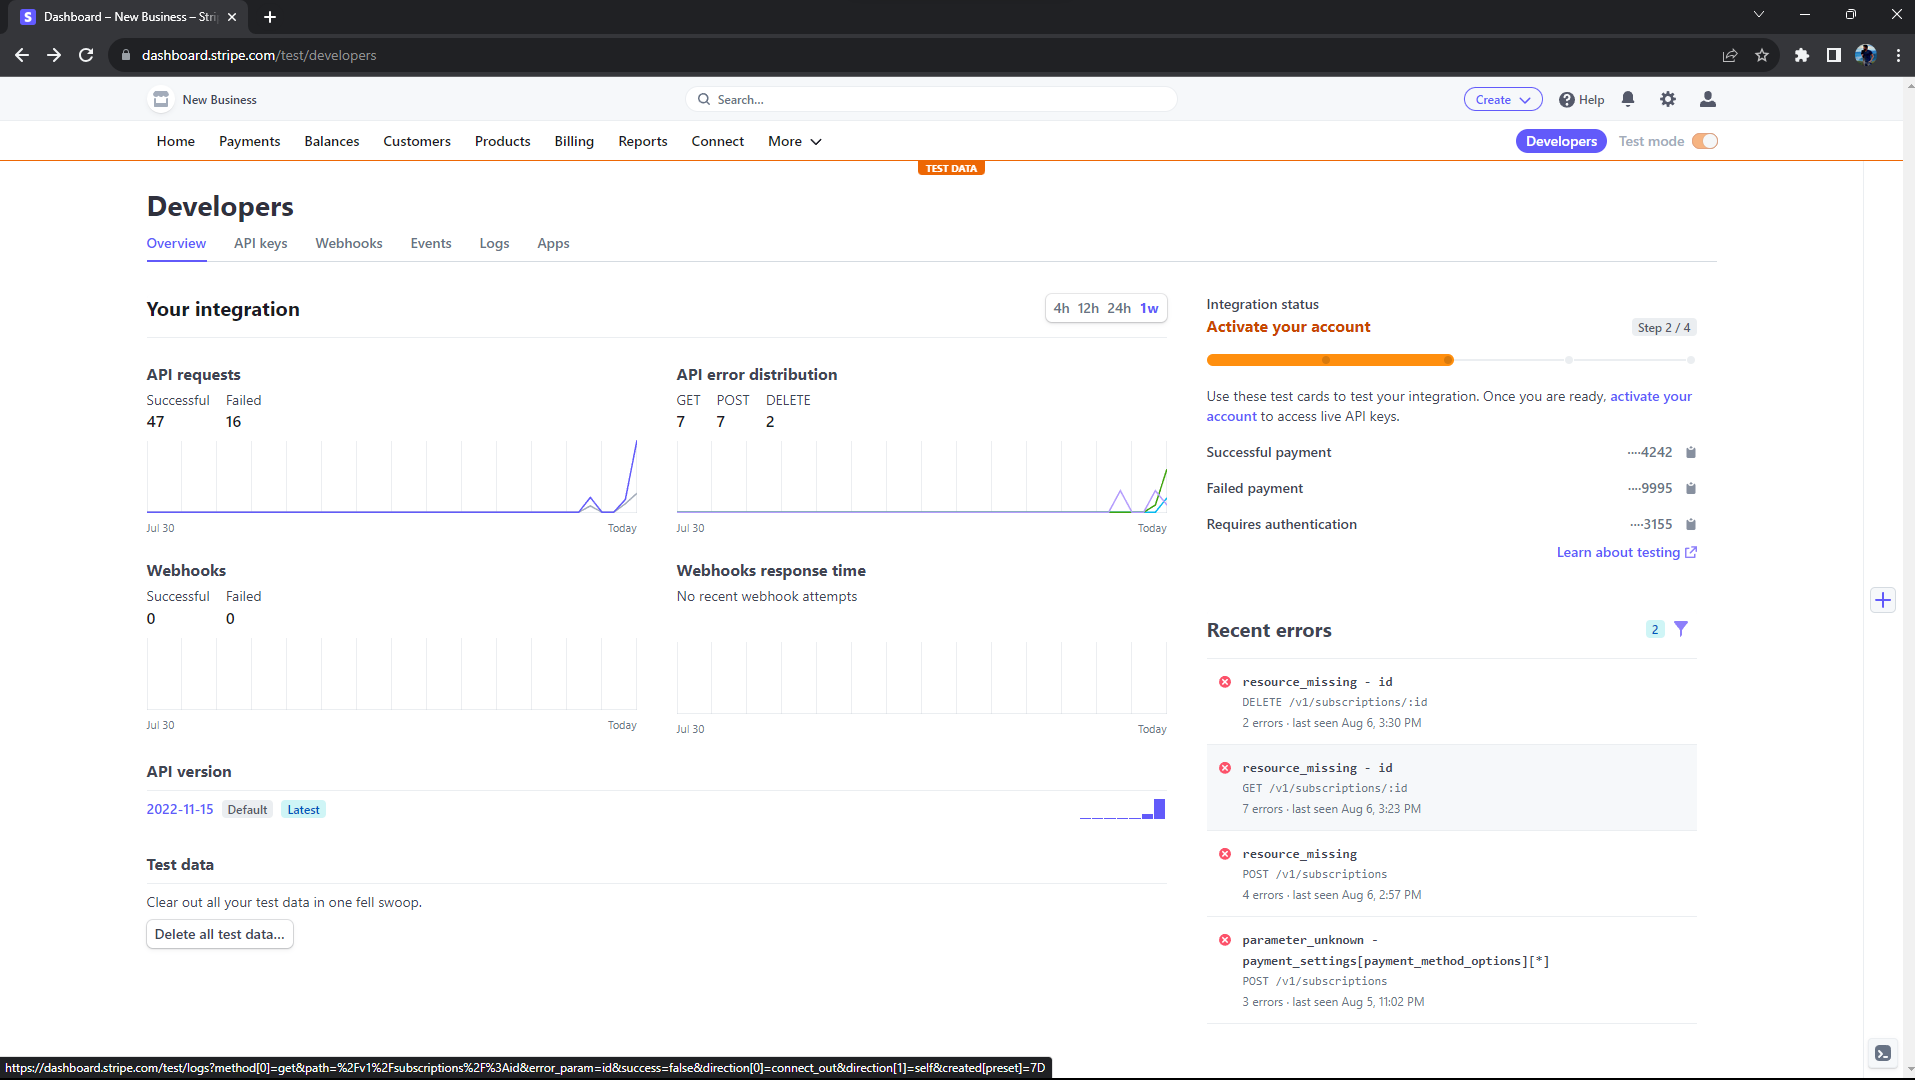 Dashboard – New Business – Stri
dashboard.stripe.com/test/developers
New Business
Search...
Create
Help
Home Payments Balances Customers Products Billing Reports Connect More
Developers
Test mode
TEST DATA
Developers
Overview API keys Webhooks Events Logs Apps
Your integration
4h 12h 24h 1w
API requests
Successful Failed
47 16
Jul 30 Today
API error distribution
GET POST DELETE
7 7 2
Jul 30 Today
Webhooks
Successful Failed
0 0
Jul 30 Today
Webhooks response time
No recent webhook attempts
Jul 30 Today
API version
2022-11-15 Default Latest
Test data
Clear out all your test data in one fell swoop.
Delete all test data...
Integration status
Activate your account
Step 2 / 4
Use these test cards to test your integration. Once you are ready, activate your
account to access live API keys.
Successful payment ····4242
Failed payment ····9995
Requires authentication ····3155
Learn about testing
Recent errors
2
resource_missing - id
DELETE /v1/subscriptions/:id
2 errors · last seen Aug 6, 3:30 PM
resource_missing - id
GET /v1/subscriptions/:id
7 errors · last seen Aug 6, 3:23 PM
resource_missing
POST /v1/subscriptions
4 errors · last seen Aug 6, 2:57 PM
parameter_unknown -
payment_settings[payment_method_options][*]
POST /v1/subscriptions
3 errors · last seen Aug 5, 11:02 PM
https://dashboard.stripe.com/test/logs?method[0]=get&path=%2Fv1%2Fsubscriptions%2F%3Aid&error_param=id&success=false&direction[0]=connect_out&direction[1]=self&created[preset]=7D